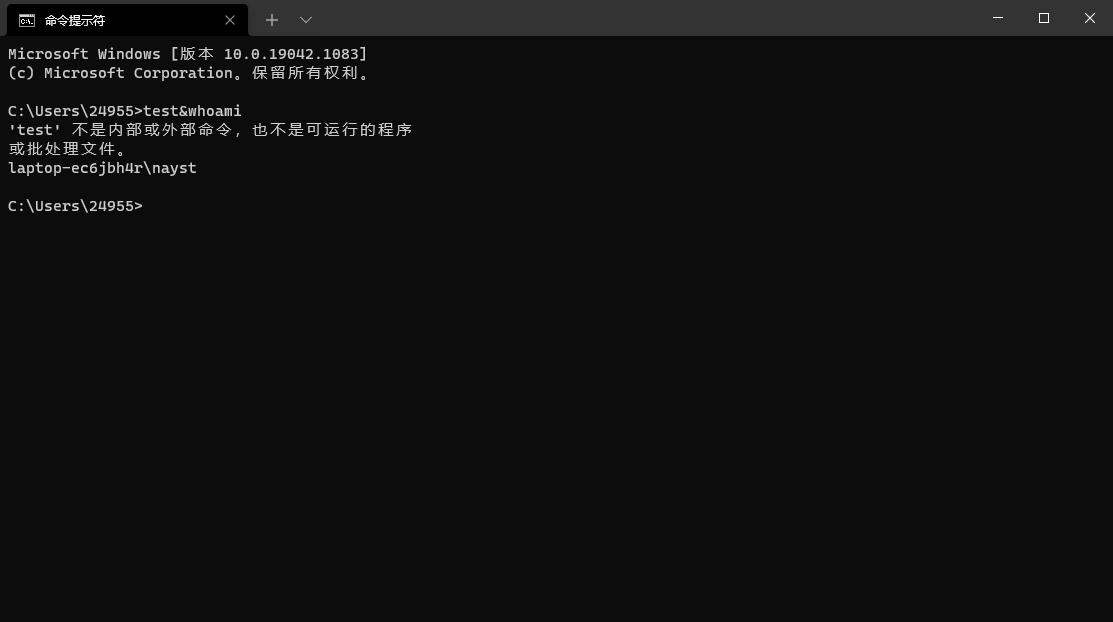 命令提示符
Microsoft Windows [版本 10.0.19042.1083]
(c) Microsoft Corporation。保留所有权利。
C:\Users\24955>test&whoami
'test' 不是内部或外部命令，也不是可运行的程序
或批处理文件。
laptop-ec6jbh4r\nayst
C:\Users\24955>